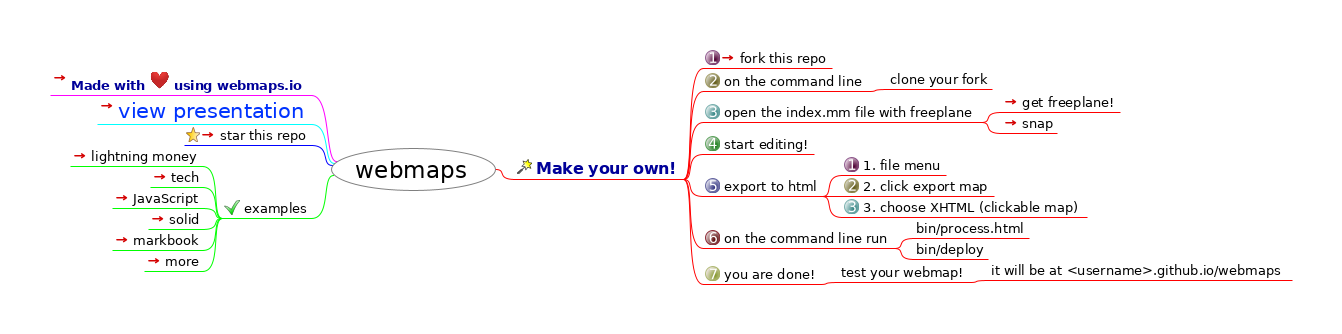 Made with ❤ using webmaps.io
view presentation
star this repo
lightning money
tech
JavaScript
solid
markbook
more
examples
webmaps
Make your own!
1 fork this repo
2 on the command line
clone your fork
3 open the index.mm file with freeplane
get freeplane!
snap
4 start editing!
5 export to html
1 1. file menu
2 2. click export map
3 3. choose XHTML (clickable map)
6 on the command line run
bin/process.html
bin/deploy
7 you are done!
test your webmap!
it will be at <username>.github.io/webmaps